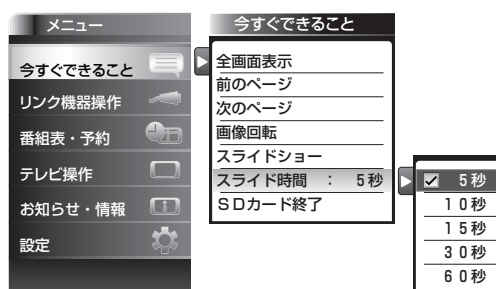 メニュー
今すぐできること
リンク機器操作
番組表・予約
テレビ操作
お知らせ・情報
設定
今すぐできること
全画面表示
前のページ
次のページ
画像回転
スライドショー
スライド時間 : 5秒
SDカード終了
5秒
10秒
15秒
30秒
60秒